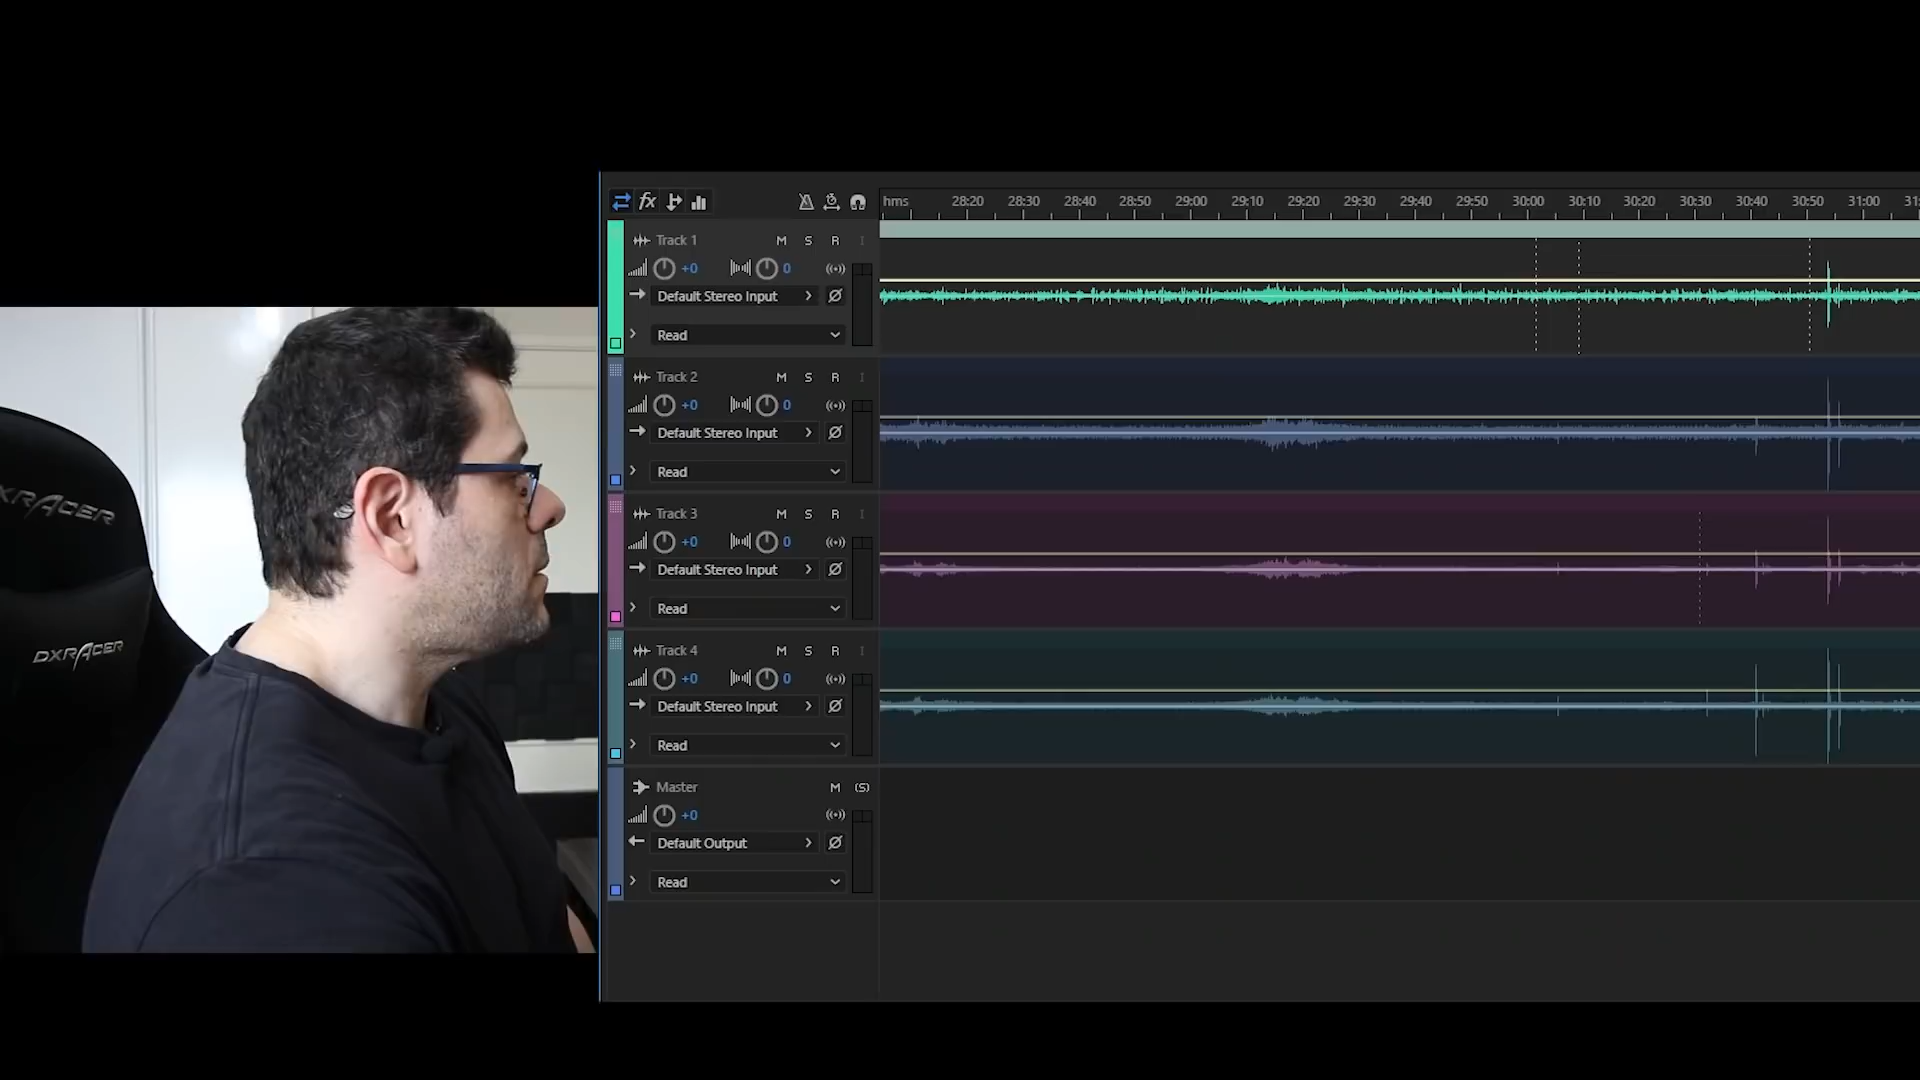 fx
hms 28:20 28:30 28:40 28:50 29:00 29:10 29:20 29:30 29:40 29:50 30:00 30:10 30:20 30:30 30:40 30:50 31:00
Track 1 M S R I
+0 0
Default Stereo Input
Read
Track 2 M S R I
+0 0
Default Stereo Input
Read
Track 3 M S R I
+0 0
Default Stereo Input
Read
Track 4 M S R I
+0 0
Default Stereo Input
Read
Master M (S)
+0
Default Output
Read
DXRACER